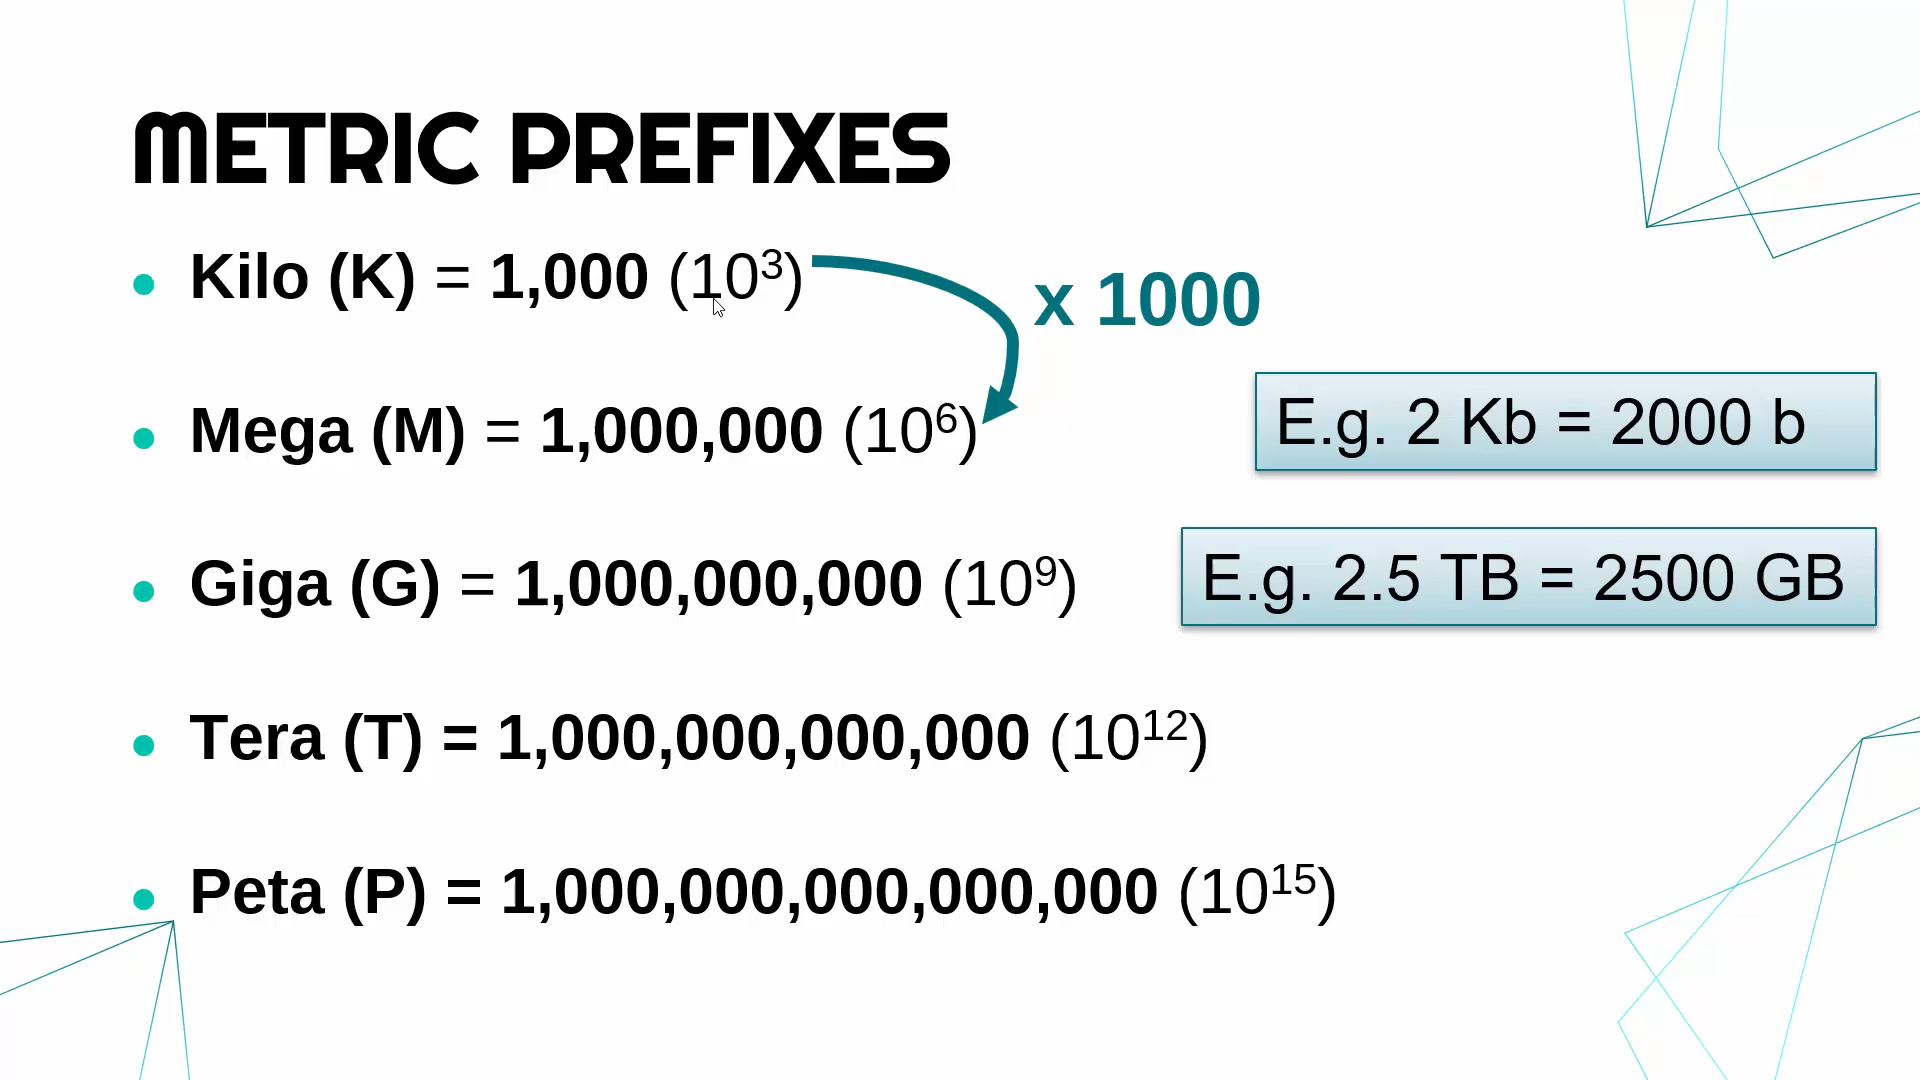 METRIC PREFIXES
• Kilo (K) = 1,000 (10³)
x 1000
• Mega (M) = 1,000,000 (10⁶)
E.g. 2 Kb = 2000 b
• Giga (G) = 1,000,000,000 (10⁹)
E.g. 2.5 TB = 2500 GB
• Tera (T) = 1,000,000,000,000 (10¹²)
• Peta (P) = 1,000,000,000,000,000 (10¹⁵)